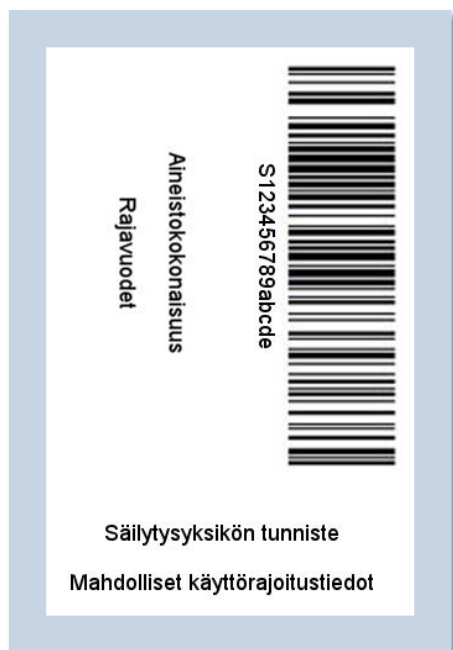 S123456789abcde
Aineistokokonaisuus
Rajavuodet
Säilytysyksikön tunniste
Mahdolliset käyttörajoitustiedot